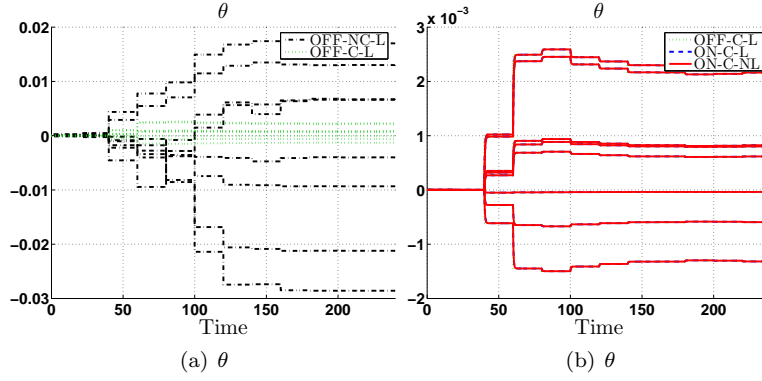 θ
0.02
0.01
0
−0.01
−0.02
−0.03
0
50
100
150
200
OFF-NC-L
OFF-C-L
Time
(a) θ
θ
x 10⁻³
3
2
1
0
−1
−2
0
50
100
150
200
OFF-C-L
ON-C-L
ON-C-NL
Time
(b) θ